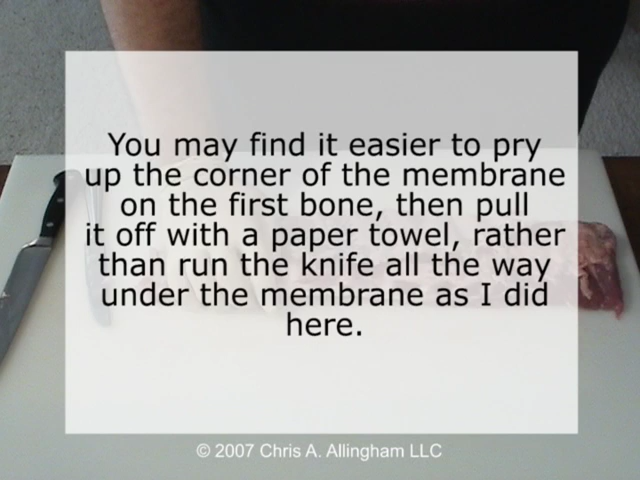 You may find it easier to pry
up the corner of the membrane
on the first bone, then pull
it off with a paper towel, rather
than run the knife all the way
under the membrane as I did
here.
© 2007 Chris A. Allingham LLC